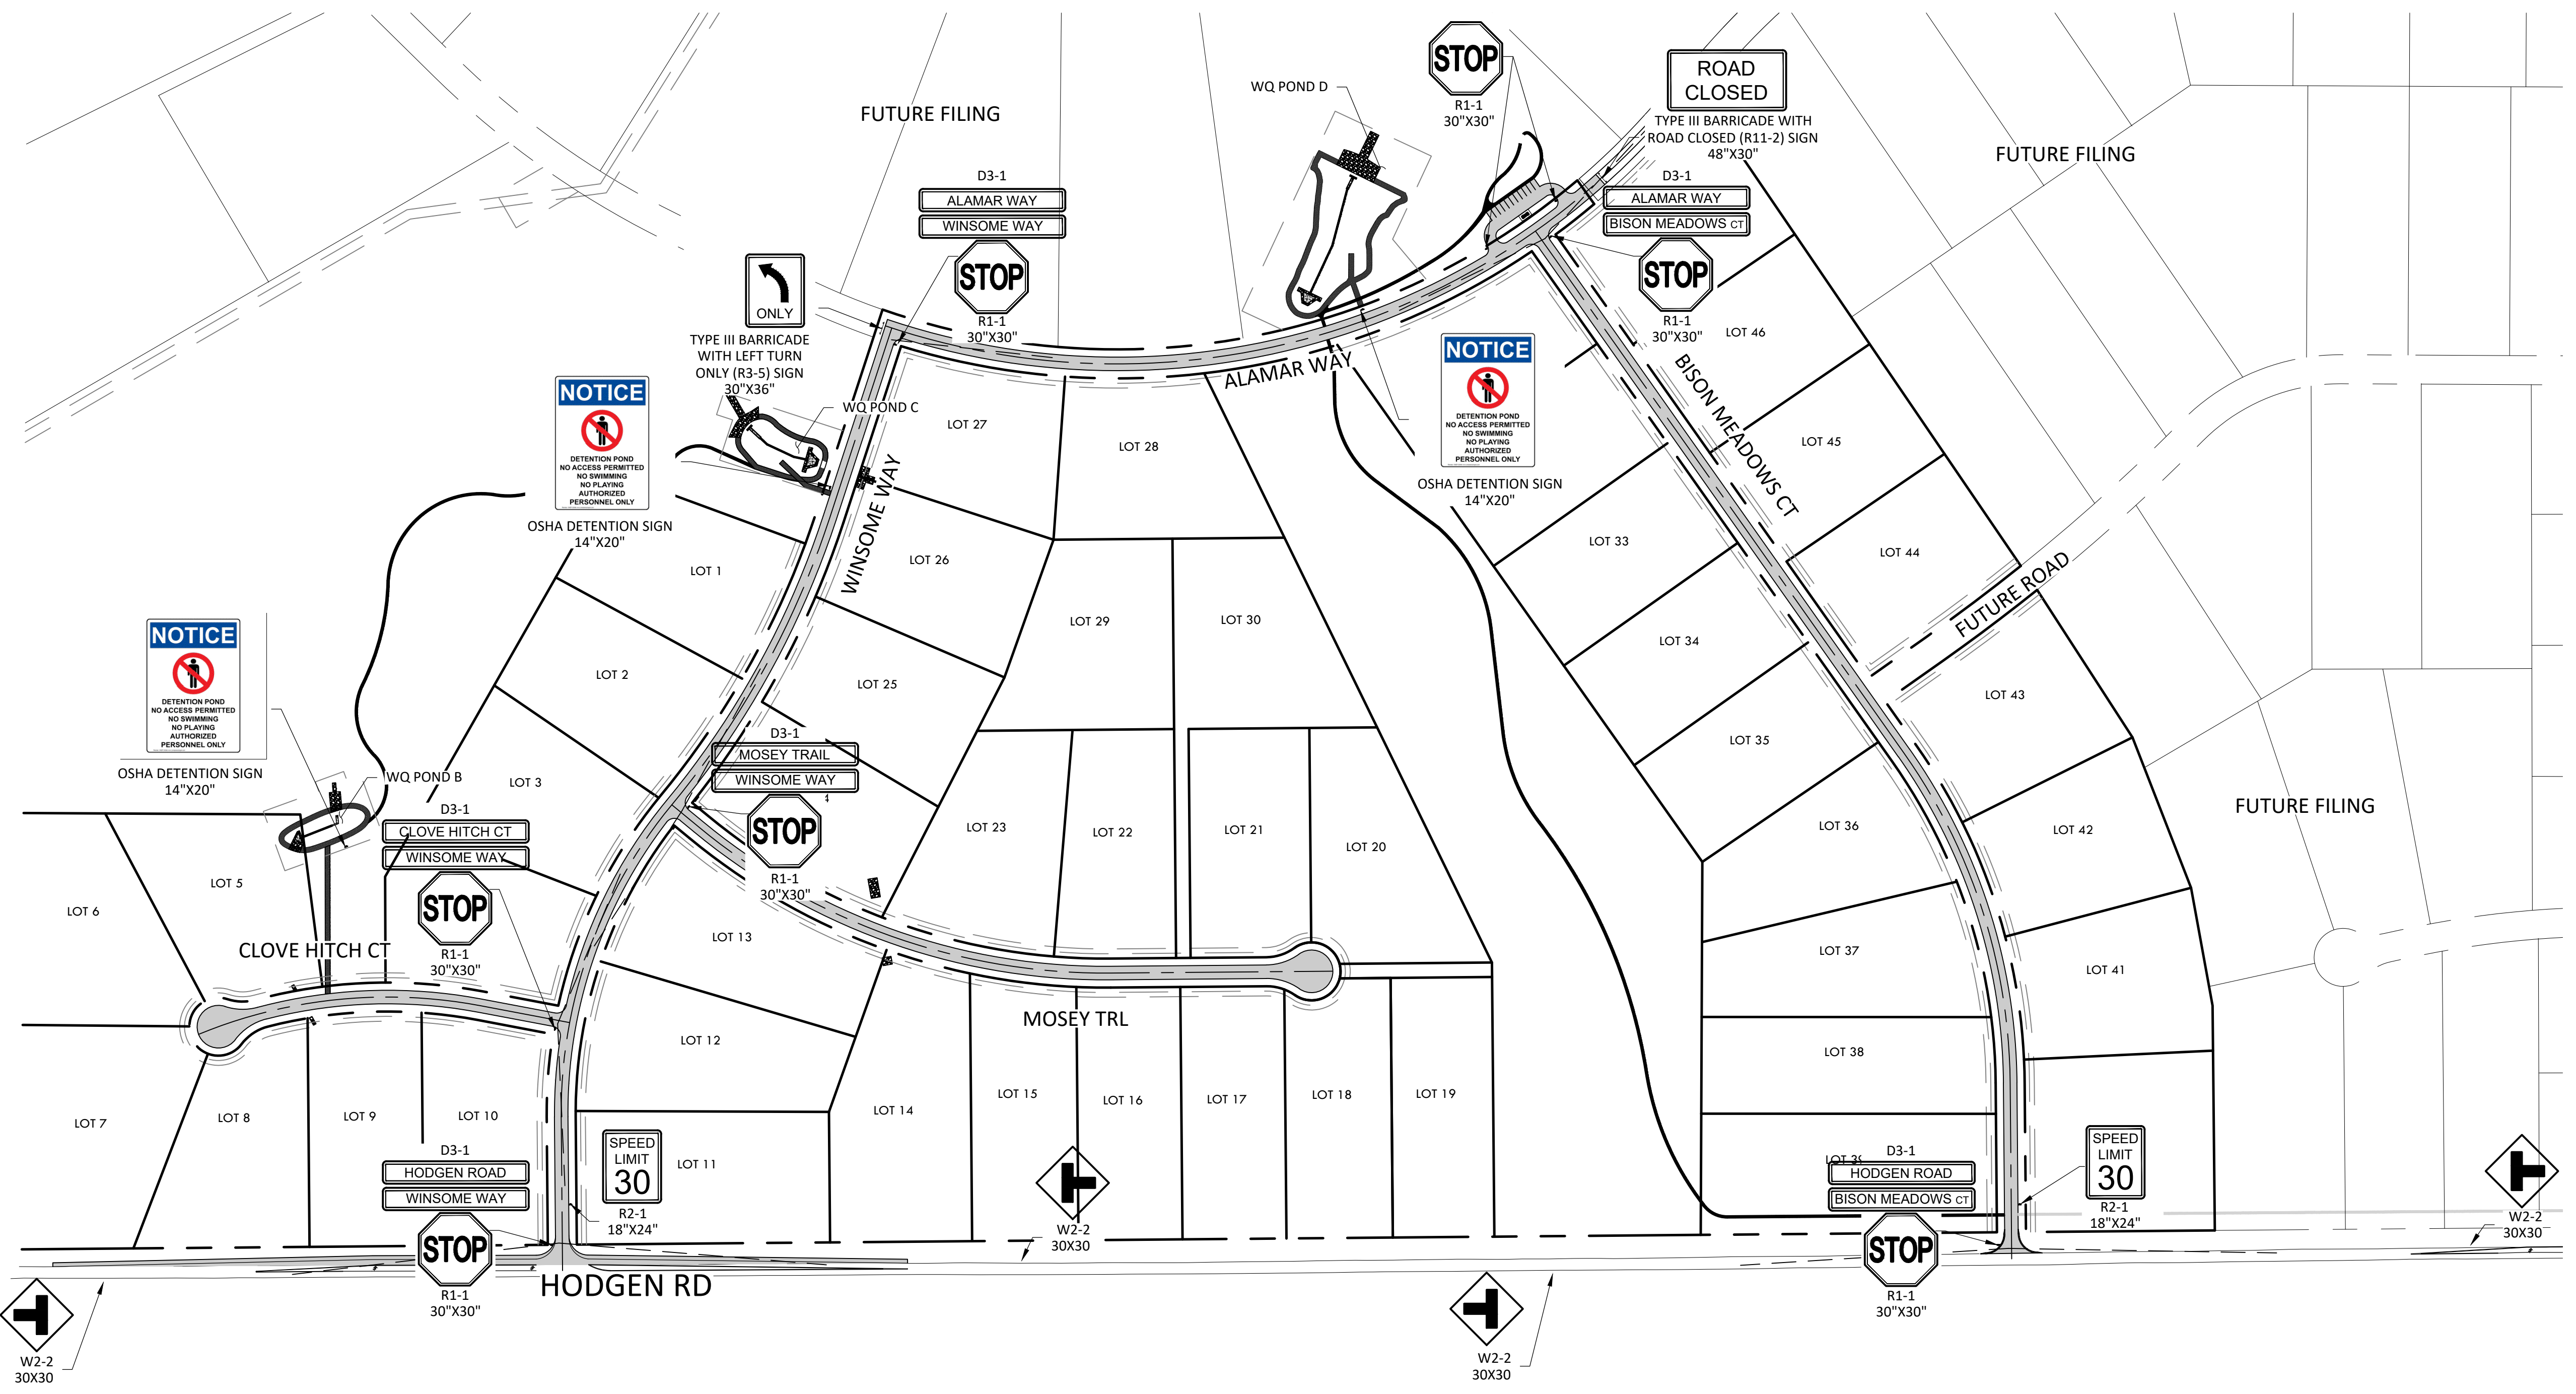 STOP
R1-1
30"X30"
ROAD
CLOSED
TYPE III BARRICADE WITH
ROAD CLOSED (R11-2) SIGN
48"X30"
WQ POND D
FUTURE FILING
FUTURE FILING
D3-1
ALAMAR WAY
WINSOME WAY
STOP
R1-1
30"X30"
D3-1
ALAMAR WAY
BISON MEADOWS CT
STOP
R1-1
30"X30"
ONLY
TYPE III BARRICADE
WITH LEFT TURN
ONLY (R3-5) SIGN
30"X36"
WQ POND C
ALAMAR WAY
NOTICE
DETENTION POND
NO ACCESS PERMITTED
NO SWIMMING
NO PLAYING
AUTHORIZED
PERSONNEL ONLY
OSHA DETENTION SIGN
14"X20"
NOTICE
DETENTION POND
NO ACCESS PERMITTED
NO SWIMMING
NO PLAYING
AUTHORIZED
PERSONNEL ONLY
OSHA DETENTION SIGN
14"X20"
LOT 46
BISON MEADOWS CT
LOT 45
LOT 27
LOT 28
WINSOME WAY
LOT 33
LOT 44
LOT 1
LOT 26
FUTURE ROAD
LOT 29
LOT 30
LOT 34
NOTICE
DETENTION POND
NO ACCESS PERMITTED
NO SWIMMING
NO PLAYING
AUTHORIZED
PERSONNEL ONLY
OSHA DETENTION SIGN
14"X20"
LOT 2
LOT 25
LOT 43
LOT 35
D3-1
MOSEY TRAIL
WINSOME WAY
STOP
R1-1
30"X30"
WQ POND B
LOT 3
D3-1
CLOVE HITCH CT
WINSOME WAY
STOP
R1-1
30"X30"
FUTURE FILING
LOT 23
LOT 22
LOT 21
LOT 20
LOT 36
LOT 42
LOT 5
LOT 6
CLOVE HITCH CT
LOT 13
LOT 37
LOT 41
MOSEY TRL
LOT 12
LOT 38
LOT 7
LOT 8
LOT 9
LOT 10
LOT 14
LOT 15
LOT 16
LOT 17
LOT 18
LOT 19
LOT 11
D3-1
HODGEN ROAD
WINSOME WAY
STOP
R1-1
30"X30"
SPEED
LIMIT
30
R2-1
18"X24"
W2-2
30X30
D3-1
HODGEN ROAD
BISON MEADOWS CT
STOP
R1-1
30"X30"
SPEED
LIMIT
30
R2-1
18"X24"
W2-2
30X30
HODGEN RD
W2-2
30X30
W2-2
30X30